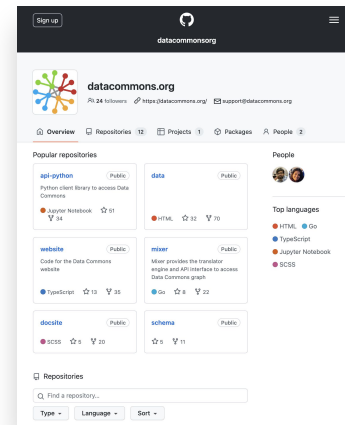 Sign up
datacommonsorg
datacommons.org
24 followers https://datacommons.org/ support@datacommons.org
Overview Repositories 12 Projects 1 Packages People 2
Popular repositories
api-python Public
Python client library to access Data
Commons
Jupyter Notebook 51
34
data Public
HTML 32 70
website Public
Code for the Data Commons
website
TypeScript 13 35
mixer Public
Mixer provides the translator
engine and API interface to access
Data Commons graph
Go 8 22
docsite Public
SCSS 5 20
schema Public
5 11
People
Top languages
HTML Go
TypeScript
Jupyter Notebook
SCSS
Repositories
Find a repository...
Type Language Sort